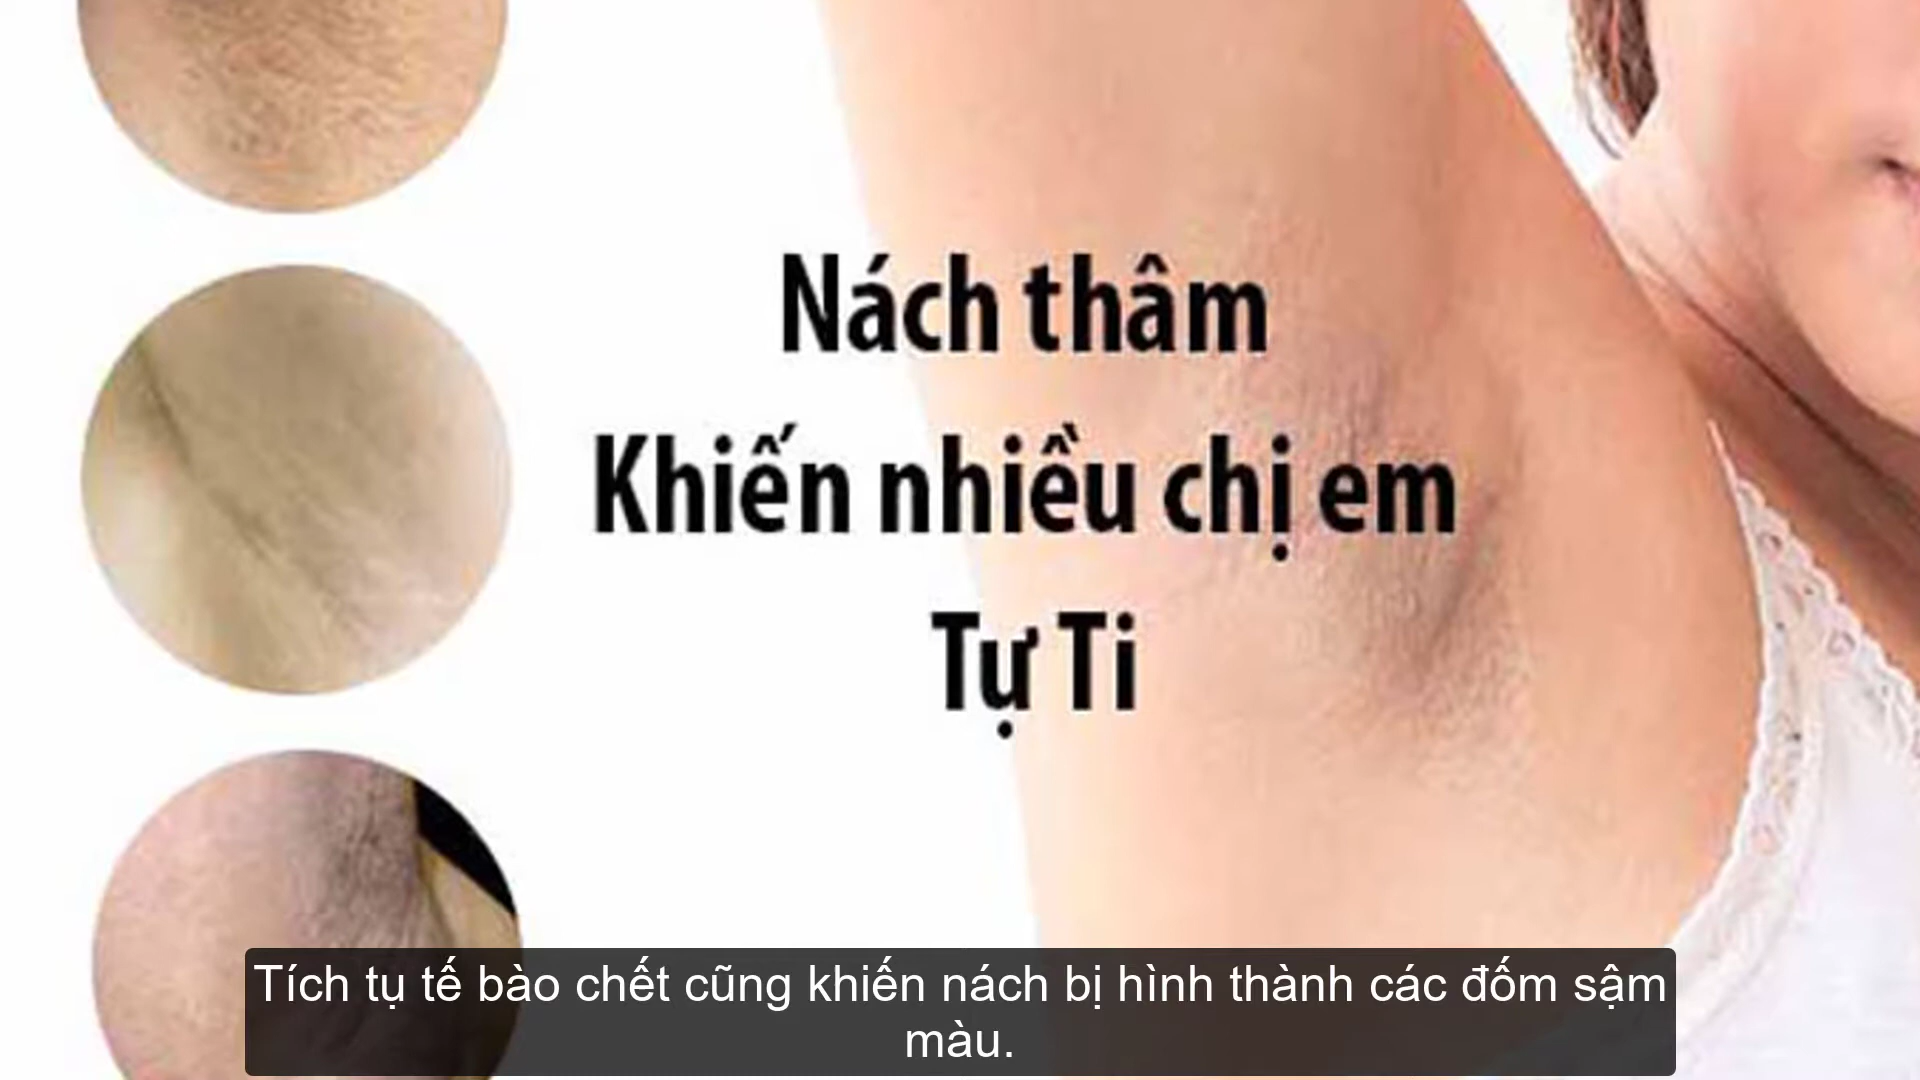 Nách thâm
Khiến nhiều chị em
Tự Ti
Tích tụ tế bào chết cũng khiến nách bị hình thành các đốm sậm
màu.